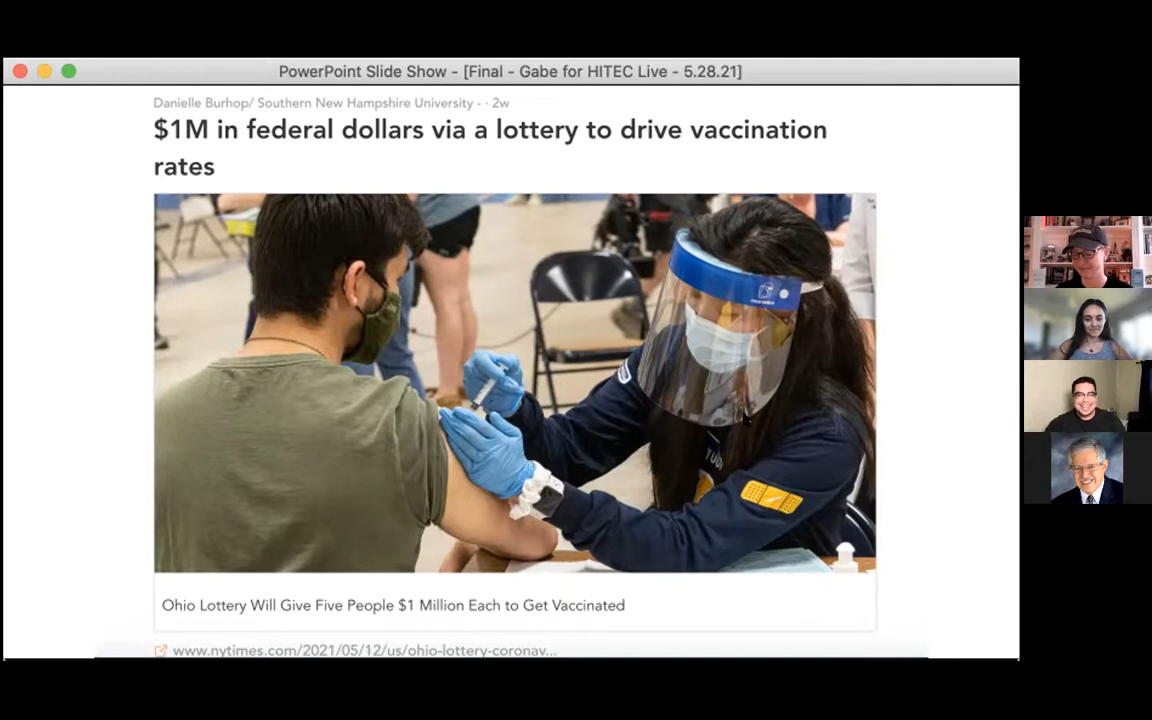 PowerPoint Slide Show - [Final - Gabe for HITEC Live - 5.28.21]
Danielle Burhop/ Southern New Hampshire University - · 2w
$1M in federal dollars via a lottery to drive vaccination
rates
Ohio Lottery Will Give Five People $1 Million Each to Get Vaccinated
www.nytimes.com/2021/05/12/us/ohio-lottery-coronav...